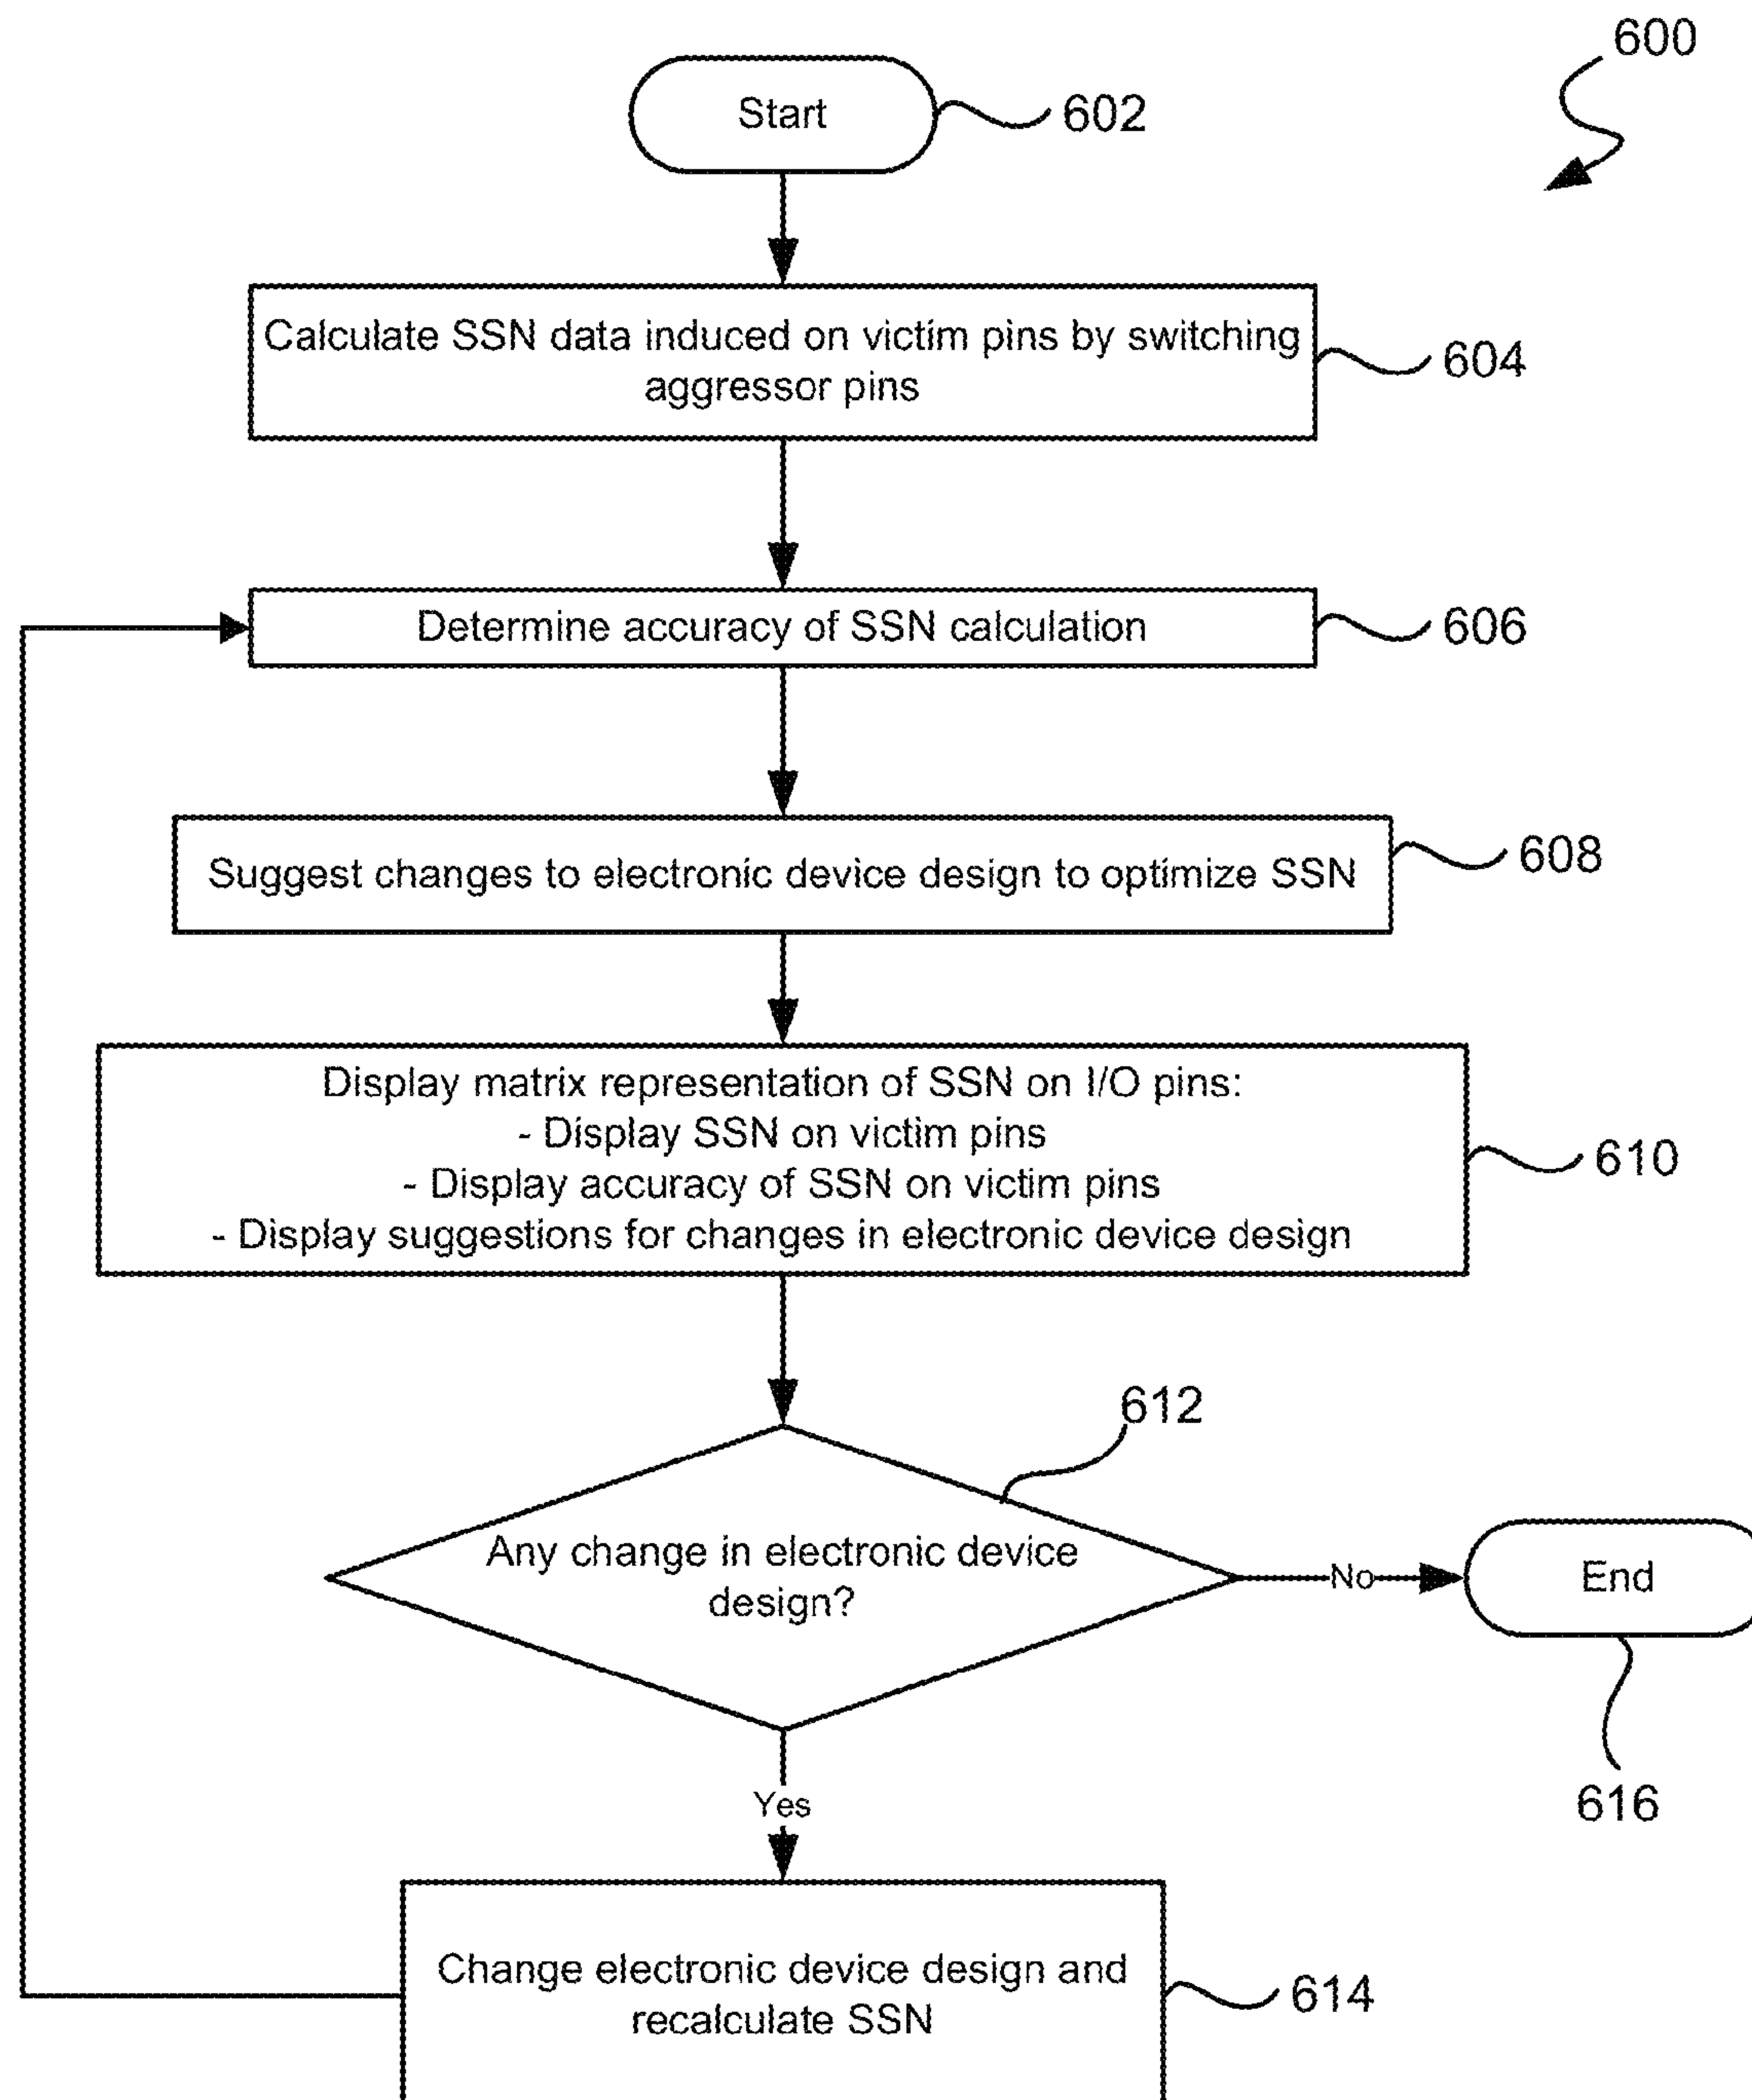 600
Start
602
Calculate SSN data induced on victim pins by switching
aggressor pins
604
Determine accuracy of SSN calculation
606
Suggest changes to electronic device design to optimize SSN
608
Display matrix representation of SSN on I/O pins:
- Display SSN on victim pins
- Display accuracy of SSN on victim pins
- Display suggestions for changes in electronic device design
610
612
Any change in electronic device
design?
No
End
616
Yes
Change electronic device design and
recalculate SSN
614